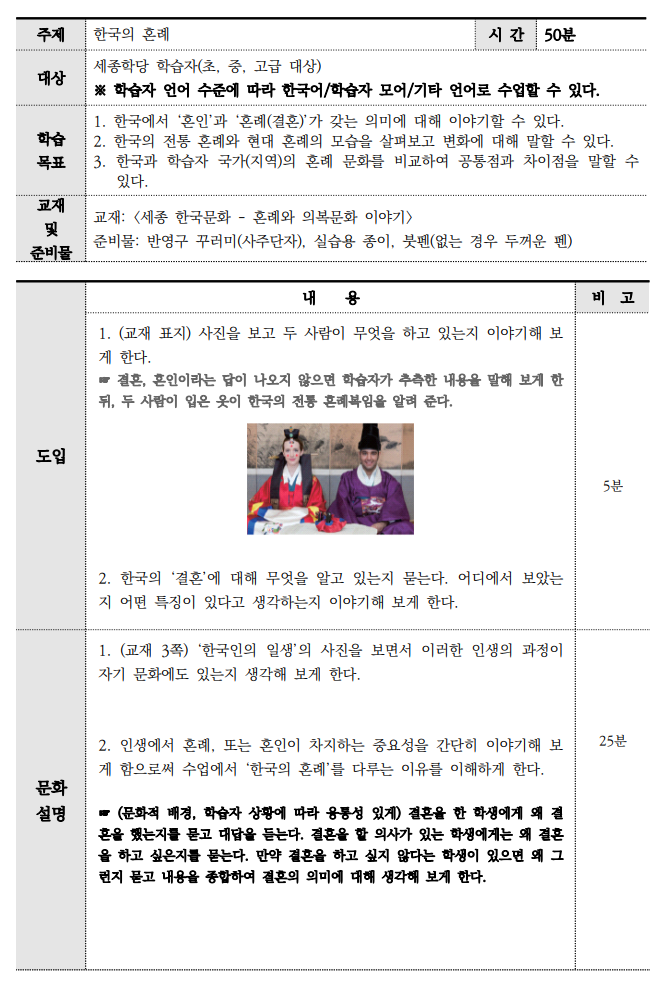 주제 한국의 혼례 시 간 50분
대상 세종학당 학습자(초, 중, 고급 대상)
※ 학습자 언어 수준에 따라 한국어/학습자 모어/기타 언어로 수업할 수 있다.
학습 목표 1. 한국에서 ‘혼인’과 ‘혼례(결혼)’가 갖는 의미에 대해 이야기할 수 있다.
2. 한국의 전통 혼례와 현대 혼례의 모습을 살펴보고 변화에 대해 말할 수 있다.
3. 한국과 학습자 국가(지역)의 혼례 문화를 비교하여 공통점과 차이점을 말할 수
있다.
교재 및 준비물 교재: <세종 한국문화 - 혼례와 의복문화 이야기>
준비물: 반영구 꾸러미(사주단자), 실습용 종이, 붓펜(없는 경우 두꺼운 펜)
내 용 비 고
도입
1. (교재 표지) 사진을 보고 두 사람이 무엇을 하고 있는지 이야기해 보
게 한다.
☞ 결혼, 혼인이라는 답이 나오지 않으면 학습자가 추측한 내용을 말해 보게 한
뒤, 두 사람이 입은 옷이 한국의 전통 혼례복임을 알려 준다.
5분
2. 한국의 ‘결혼’에 대해 무엇을 알고 있는지 묻는다. 어디에서 보았는
지 어떤 특징이 있다고 생각하는지 이야기해 보게 한다.
문화 설명
1. (교재 3쪽) ‘한국인의 일생’의 사진을 보면서 이러한 인생의 과정이
자기 문화에도 있는지 생각해 보게 한다.
25분
2. 인생에서 혼례, 또는 혼인이 차지하는 중요성을 간단히 이야기해 보
게 함으로써 수업에서 ‘한국의 혼례’를 다루는 이유를 이해하게 한다.
☞ (문화적 배경, 학습자 상황에 따라 융통성 있게) 결혼을 한 학생에게 왜 결
혼을 했는지를 묻고 대답을 듣는다. 결혼을 할 의사가 있는 학생에게는 왜 결혼
을 하고 싶은지를 묻는다. 만약 결혼을 하고 싶지 않다는 학생이 있으면 왜 그
런지 묻고 내용을 종합하여 결혼의 의미에 대해 생각해 보게 한다.